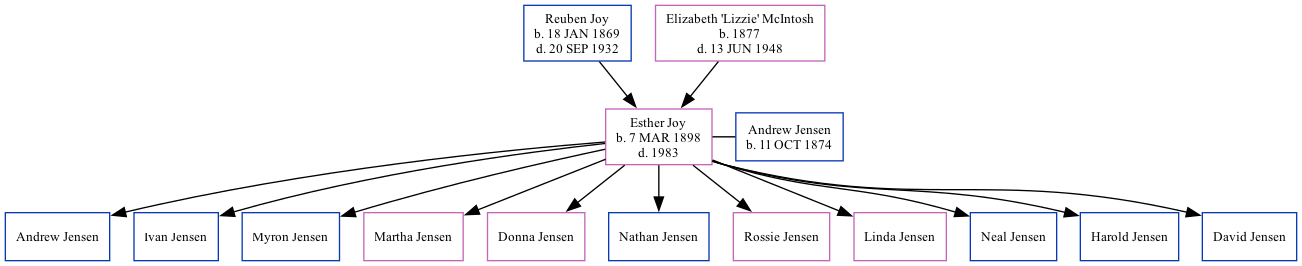 Reuben Joy
b. 18 JAN 1869
d. 20 SEP 1932
Elizabeth 'Lizzie' McIntosh
b. 1877
d. 13 JUN 1948
Esther Joy
b. 7 MAR 1898
d. 1983
Andrew Jensen
b. 11 OCT 1874
Andrew Jensen
Ivan Jensen
Myron Jensen
Martha Jensen
Donna Jensen
Nathan Jensen
Rossie Jensen
Linda Jensen
Neal Jensen
Harold Jensen
David Jensen